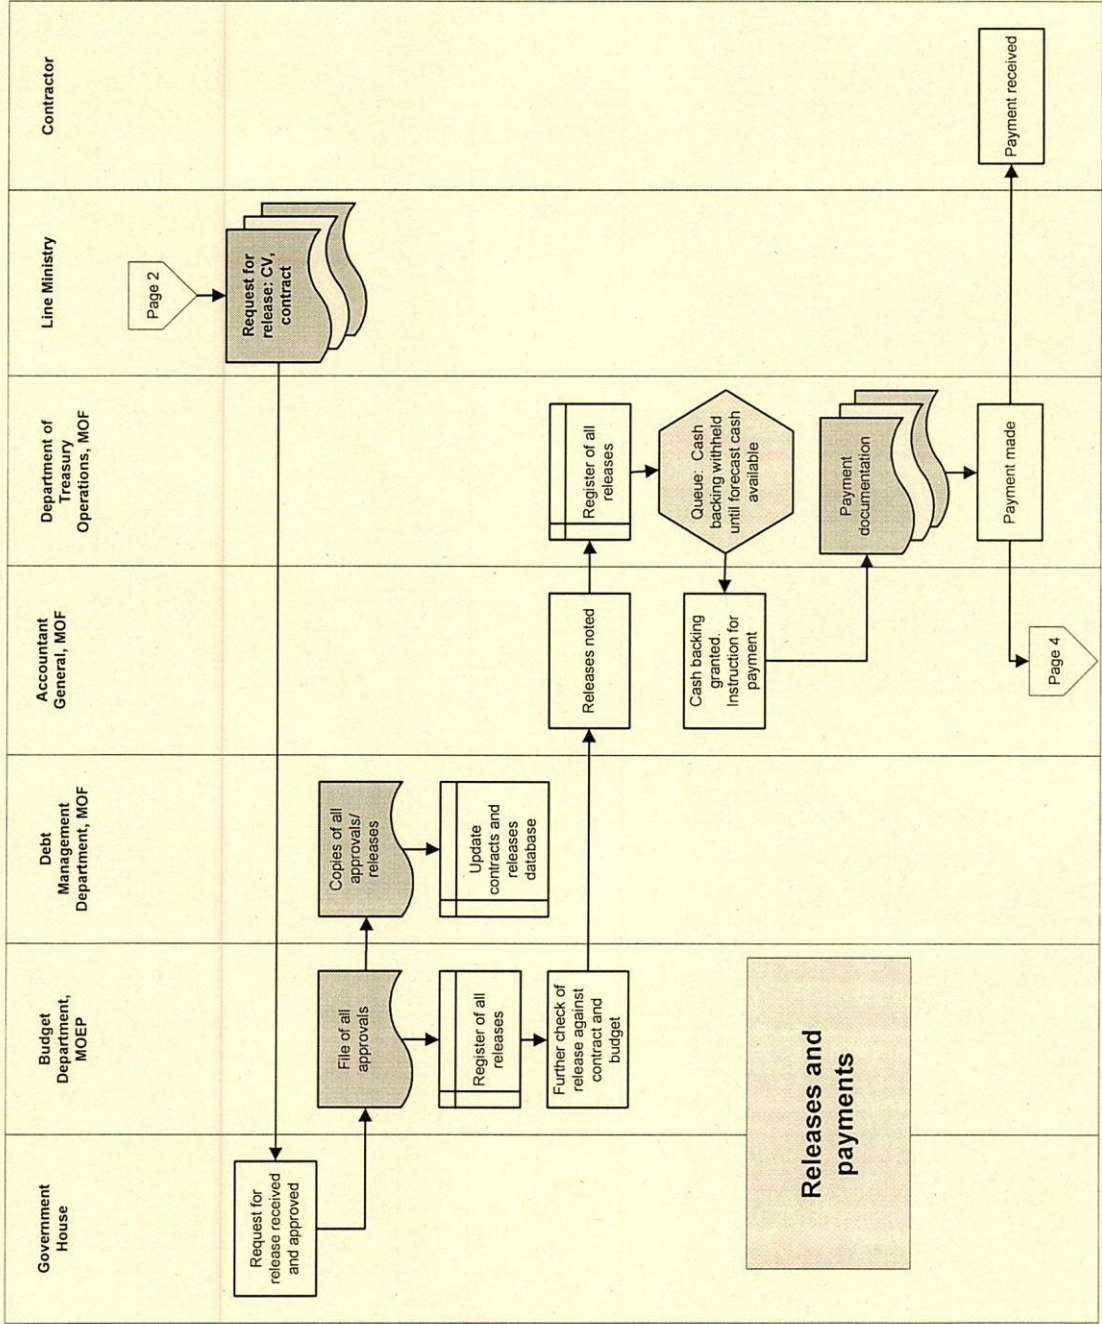 Government
House
Budget
Department,
MOEP
Debt
Management
Department, MOF
Accountant
General, MOF
Department of
Treasury
Operations, MOF
Line Ministry
Contractor
Page 2
Request for
release: CV,
contract
Request for
release received
and approved
File of all
approvals
Copies of all
approvals/
releases
Register of all
releases
Update
contracts and
releases
database
Further check of
release against
contract and
budget
Releases noted
Register of all
releases
Queue: Cash
backing withheld
until forecast cash
available
Cash backing
granted.
Instruction for
payment
Payment
documentation
Payment made
Payment received
Page 4
Releases and
payments